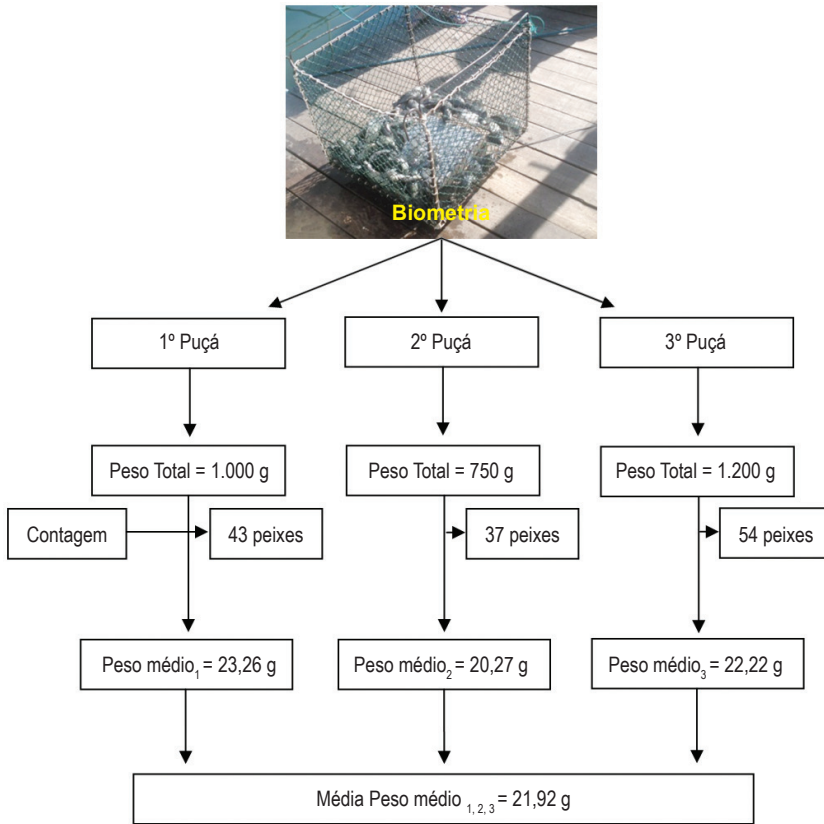 Biometria
1º Puçá
2º Puçá
3º Puçá
Peso Total = 1.000 g
Peso Total = 750 g
Peso Total = 1.200 g
Contagem
43 peixes
37 peixes
54 peixes
Peso médio1 = 23,26 g
Peso médio2 = 20,27 g
Peso médio3 = 22,22 g
Média Peso médio 1, 2, 3 = 21,92 g